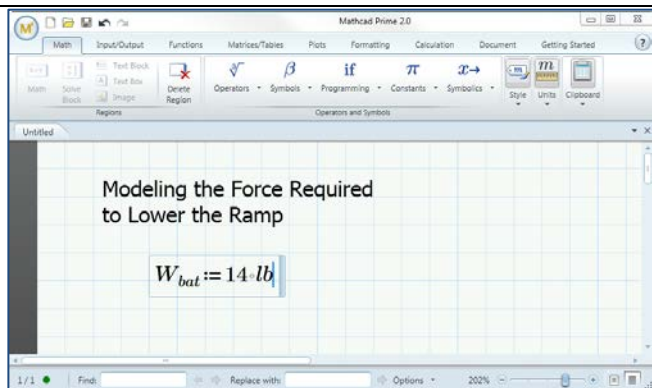 Mathcad Prime 2.0
Math Input/Output Functions Matrices/Tables Plots Formatting Calculation Document Getting Started ?
Math Solve Block Text Block Text Box Image Delete Region Operators Symbols if Programming π Constants Symbolics Style m Units Clipboard
Regions Operators and Symbols
Untitled
Modeling the Force Required
to Lower the Ramp
W_bat := 14·lb
1/1 Find: Replace with: Options 202%